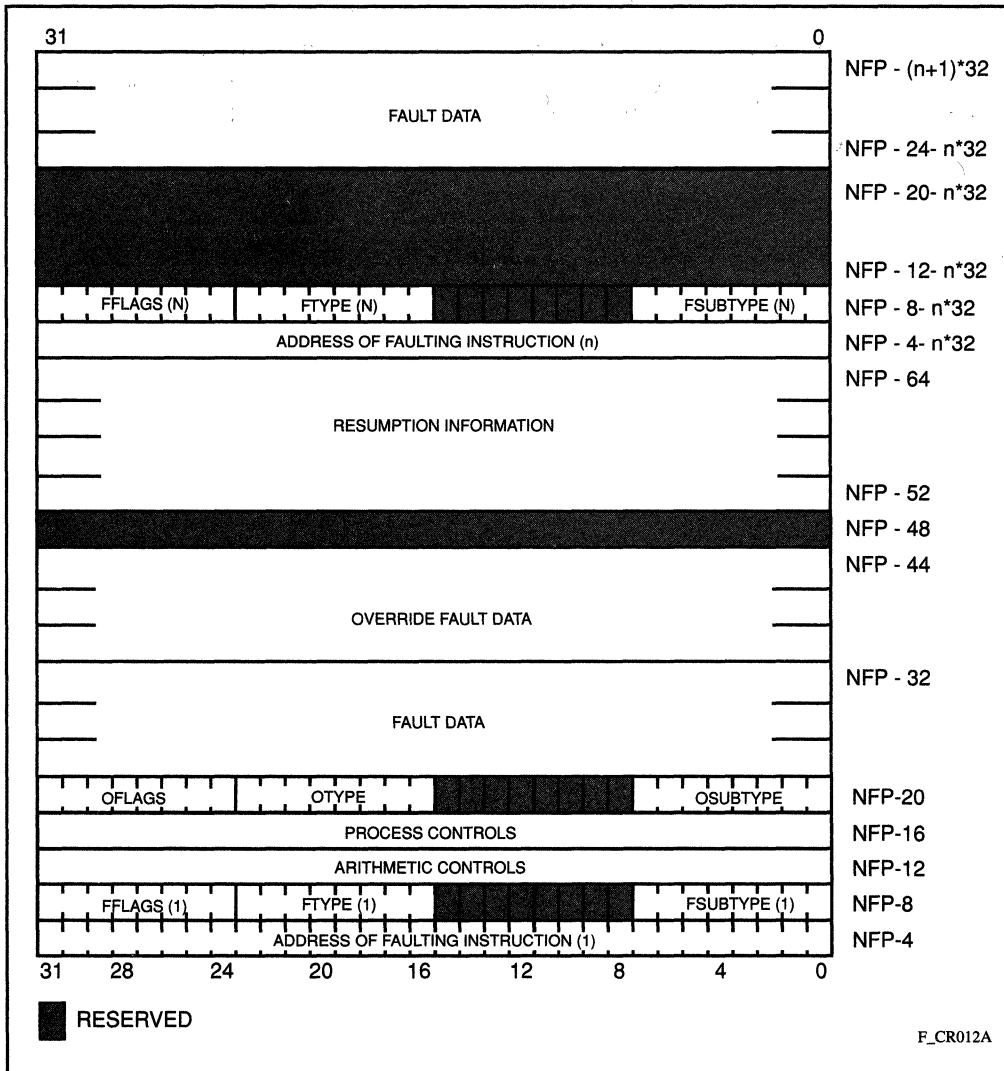 31 0
NFP - (n+1)*32
FAULT DATA
NFP - 24- n*32
NFP - 20- n*32
NFP - 12- n*32
FFLAGS (N) FTYPE (N) FSUBTYPE (N) NFP - 8- n*32
ADDRESS OF FAULTING INSTRUCTION (n) NFP - 4- n*32
NFP - 64
RESUMPTION INFORMATION
NFP - 52
NFP - 48
NFP - 44
OVERRIDE FAULT DATA
NFP - 32
FAULT DATA
OFLAGS OTYPE OSUBTYPE NFP-20
PROCESS CONTROLS NFP-16
ARITHMETIC CONTROLS NFP-12
FFLAGS (1) FTYPE (1) FSUBTYPE (1) NFP-8
ADDRESS OF FAULTING INSTRUCTION (1) NFP-4
31 28 24 20 16 12 8 4 0
RESERVED
F_CR012A